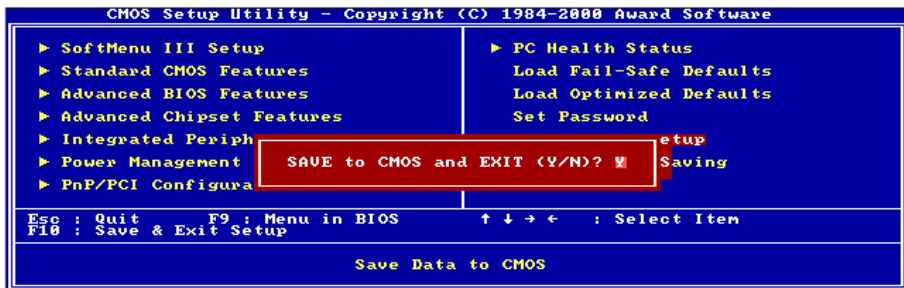 CMOS Setup Utility - Copyright (C) 1984-2000 Award Software
► SoftMenu III Setup
► Standard CMOS Features
► Advanced BIOS Features
► Advanced Chipset Features
► Integrated Periph
► Power Management
► PnP/PCI Configura
► PC Health Status
Load Fail-Safe Defaults
Load Optimized Defaults
Set Password
etup
Saving
SAVE to CMOS and EXIT (Y/N)? Y
Esc : Quit F9 : Menu in BIOS ↑ ↓ → ← : Select Item
F10 : Save & Exit Setup
Save Data to CMOS